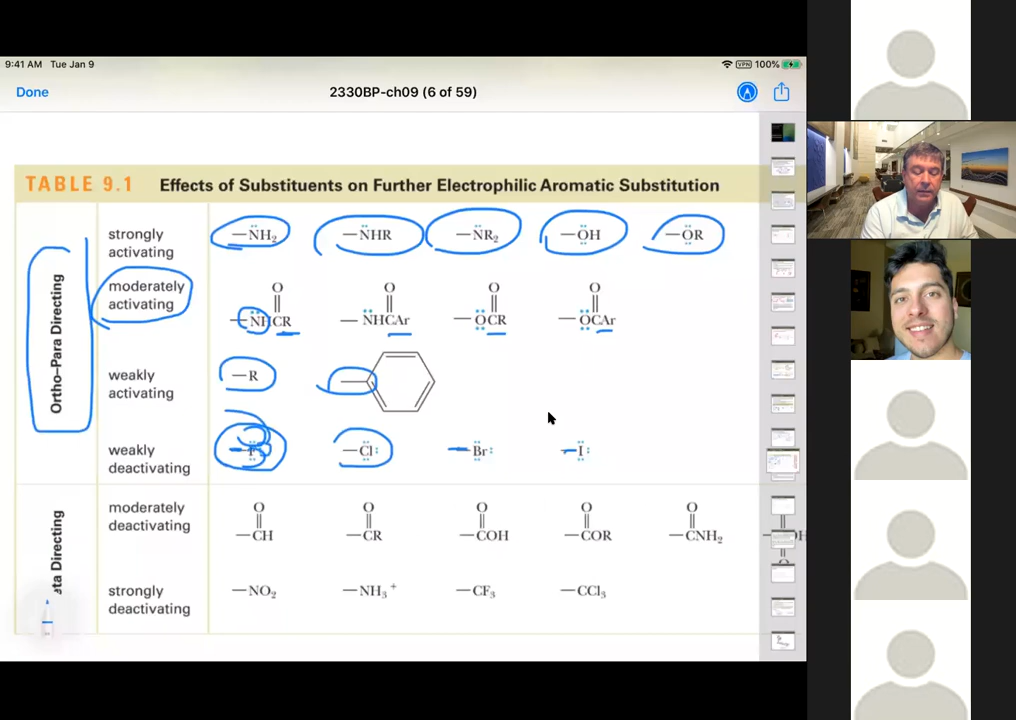 9:41 AM Tue Jan 9
VPN 100%
Done
2330BP-ch09 (6 of 59)
TABLE 9.1 Effects of Substituents on Further Electrophilic Aromatic Substitution
Ortho–Para Directing
strongly activating —NH₂ —NHR —NR₂ —OH —OR
moderately activating —NHCR —NHCAr —OCR —OCAr
O O O O
weakly activating —R
weakly deactivating —F: —Cl: —Br: —I:
ta Directing
moderately deactivating —CH —CR —COH —COR —CNH₂
O O O O O
strongly deactivating —NO₂ —NH₃⁺ —CF₃ —CCl₃